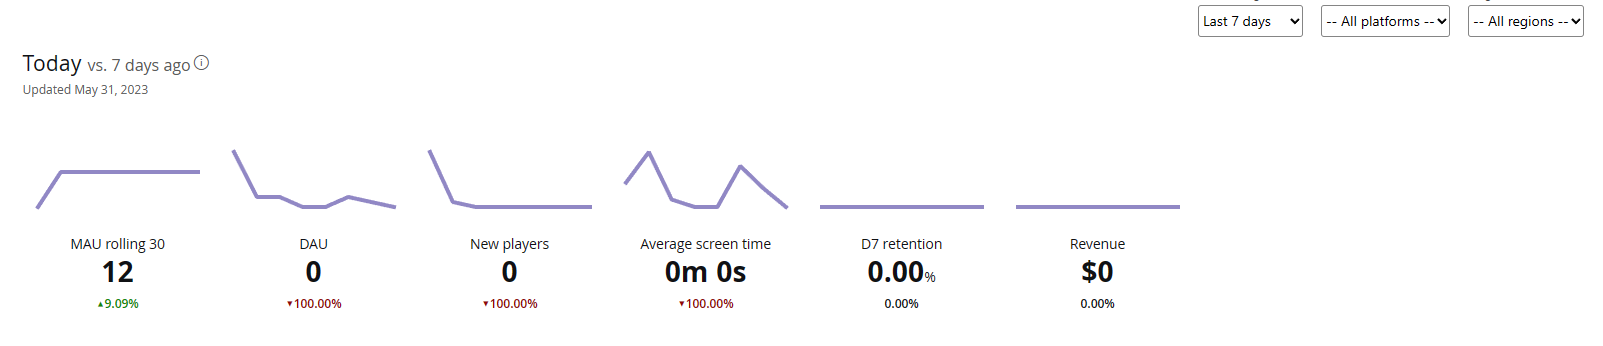 Last 7 days
-- All platforms --
-- All regions --
Today vs. 7 days ago
Updated May 31, 2023
MAU rolling 30
12
▲9.09%
DAU
0
▼100.00%
New players
0
▼100.00%
Average screen time
0m 0s
▼100.00%
D7 retention
0.00%
0.00%
Revenue
$0
0.00%